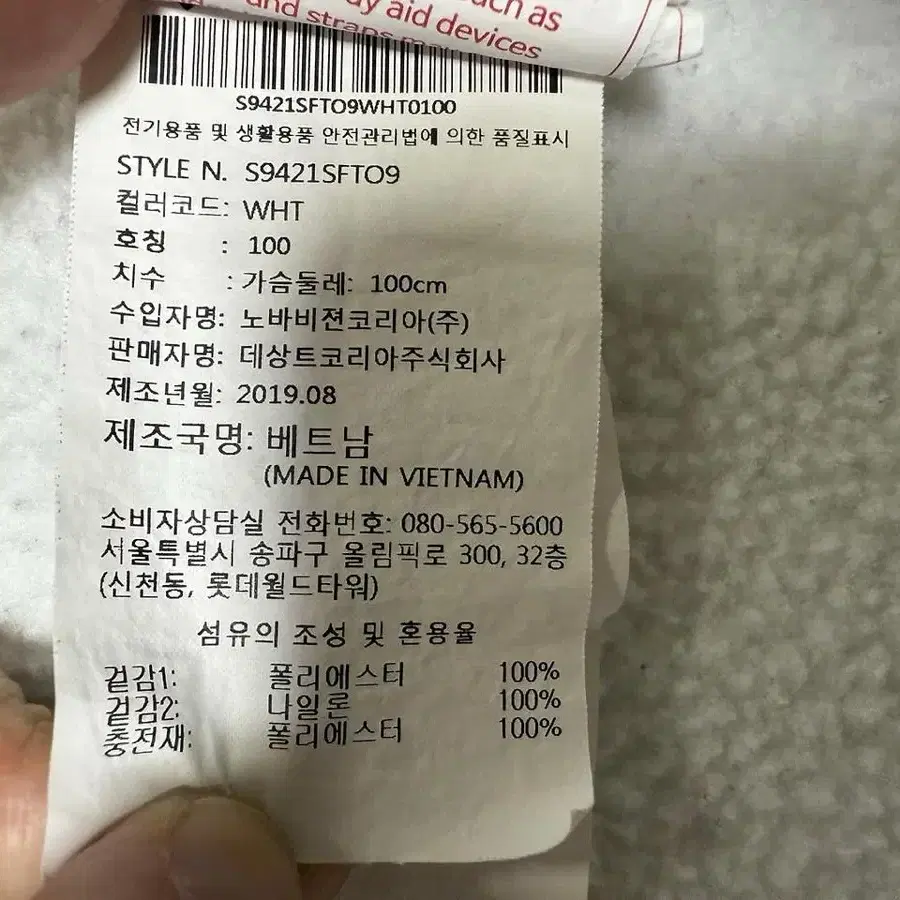 such as
aid devices
and straps
S9421SFTO9WHT0100
전기용품 및 생활용품 안전관리법에 의한 품질표시
STYLE N. S9421SFTO9
컬러코드: WHT
호칭 : 100
치수 : 가슴둘레: 100cm
수입자명: 노바비젼코리아(주)
판매자명: 데상트코리아주식회사
제조년월: 2019.08
제조국명: 베트남
(MADE IN VIETNAM)
소비자상담실 전화번호: 080-565-5600
서울특별시 송파구 올림픽로 300, 32층
(신천동, 롯데월드타워)
섬유의 조성 및 혼용율
겉감1: 폴리에스터 100%
겉감2: 나일론 100%
충전재: 폴리에스터 100%